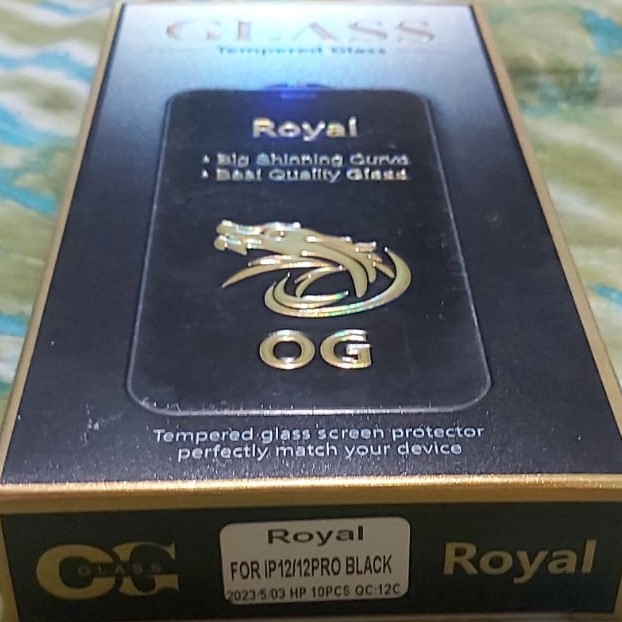 GLASS
Tempered Glass
Royal
• Big Shinning Curve
• Best Quality Glass
OG
Tempered glass screen protector
perfectly match your device
OG
GLASS
Royal
FOR IP12/12PRO BLACK
2023/5/03 HP 10PCS QC:12C
Royal